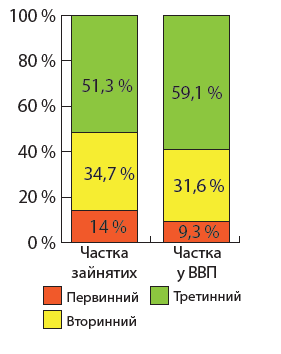 100 %
80 %
60 %
40 %
20 %
0 %
51,3 %
59,1 %
34,7 %
31,6 %
14 %
9,3 %
Частка зайнятих
Частка у ВВП
Первинний
Третинний
Вторинний